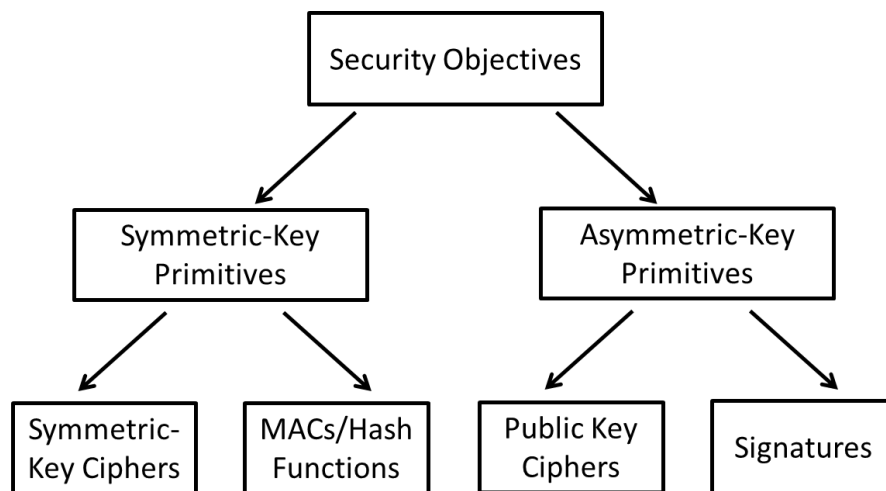 Security Objectives
Symmetric-Key
Primitives
Asymmetric-Key
Primitives
Symmetric-
Key Ciphers
MACs/Hash
Functions
Public Key
Ciphers
Signatures